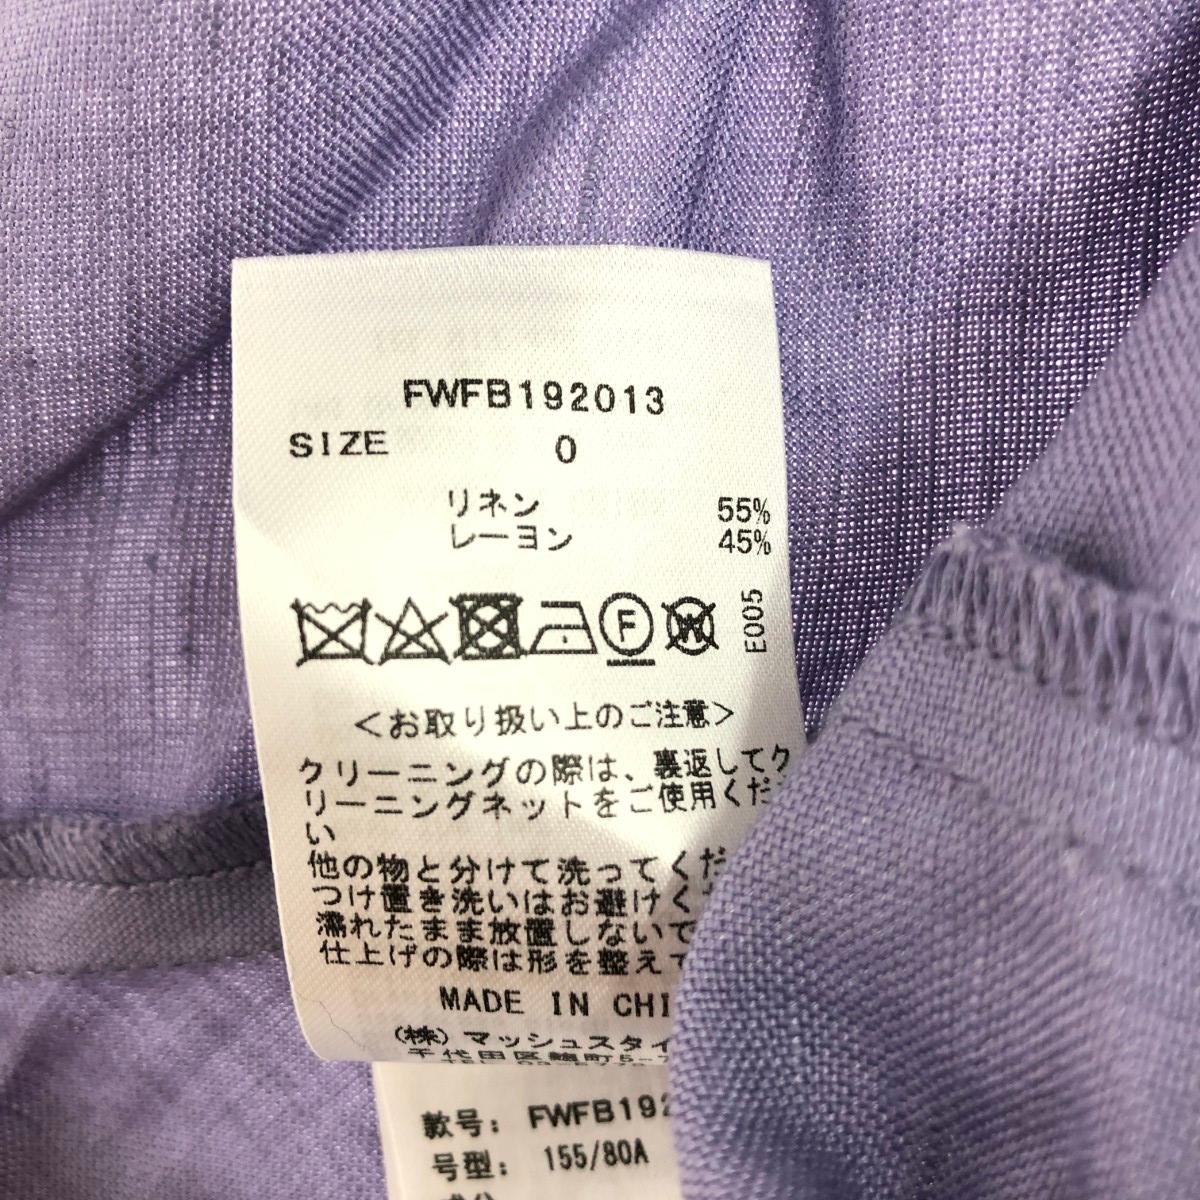 FWFB192013
SIZE 0
リネン 55%
レーヨン 45%
F W E005
<お取り扱い上のご注意>
クリーニングの際は、裏返してク
リーニングネットをご使用くださ
い
他の物と分けて洗ってくだ
つけ置き洗いはお避けくだ
濡れたまま放置しないで
仕上げの際は形を整えて
MADE IN CHI
(株)マッシュスタイ
千代田区麹町5-7
款号: FWFB192
号型: 155/80A
成分